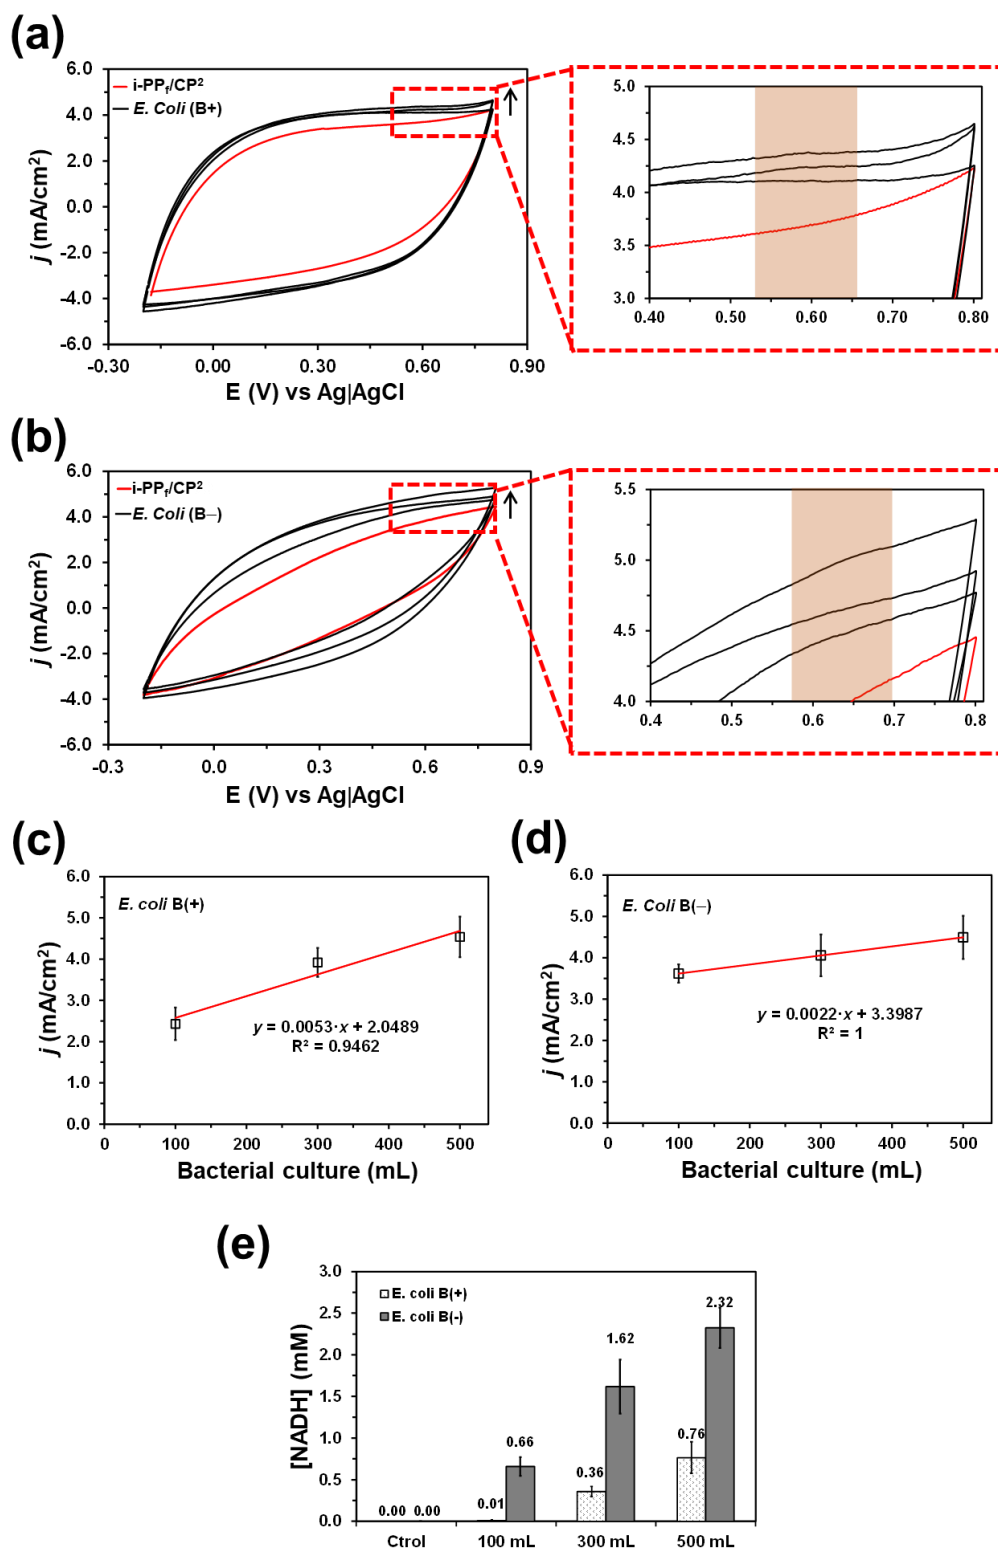 (a)
6.0
4.0
2.0
0.0
-2.0
-4.0
-6.0
j (mA/cm²)
i-PPf/CP²
E. Coli (B+)
-0.30 0.00 0.30 0.60 0.90
E (V) vs Ag|AgCl
5.0
4.5
4.0
3.5
3.0
0.40 0.50 0.60 0.70 0.80
(b)
6.0
4.0
2.0
0.0
-2.0
-4.0
-6.0
j (mA/cm²)
i-PPf/CP²
E. Coli (B–)
-0.3 0.0 0.3 0.6 0.9
E (V) vs Ag|AgCl
5.5
5.0
4.5
4.0
0.4 0.5 0.6 0.7 0.8
(c)
6.0
5.0
4.0
3.0
2.0
1.0
0.0
j (mA/cm²)
E. coli B(+)
y = 0.0053·x + 2.0489
R² = 0.9462
0 100 200 300 400 500
Bacterial culture (mL)
(d)
6.0
5.0
4.0
3.0
2.0
1.0
0.0
j (mA/cm²)
E. Coli B(–)
y = 0.0022·x + 3.3987
R² = 1
0 100 200 300 400 500
Bacterial culture (mL)
(e)
3.0
2.5
2.0
1.5
1.0
0.5
0.0
[NADH] (mM)
E. coli B(+)
E. coli B(-)
0.00 0.00
0.01
0.66
0.36
1.62
0.76
2.32
Ctrol 100 mL 300 mL 500 mL